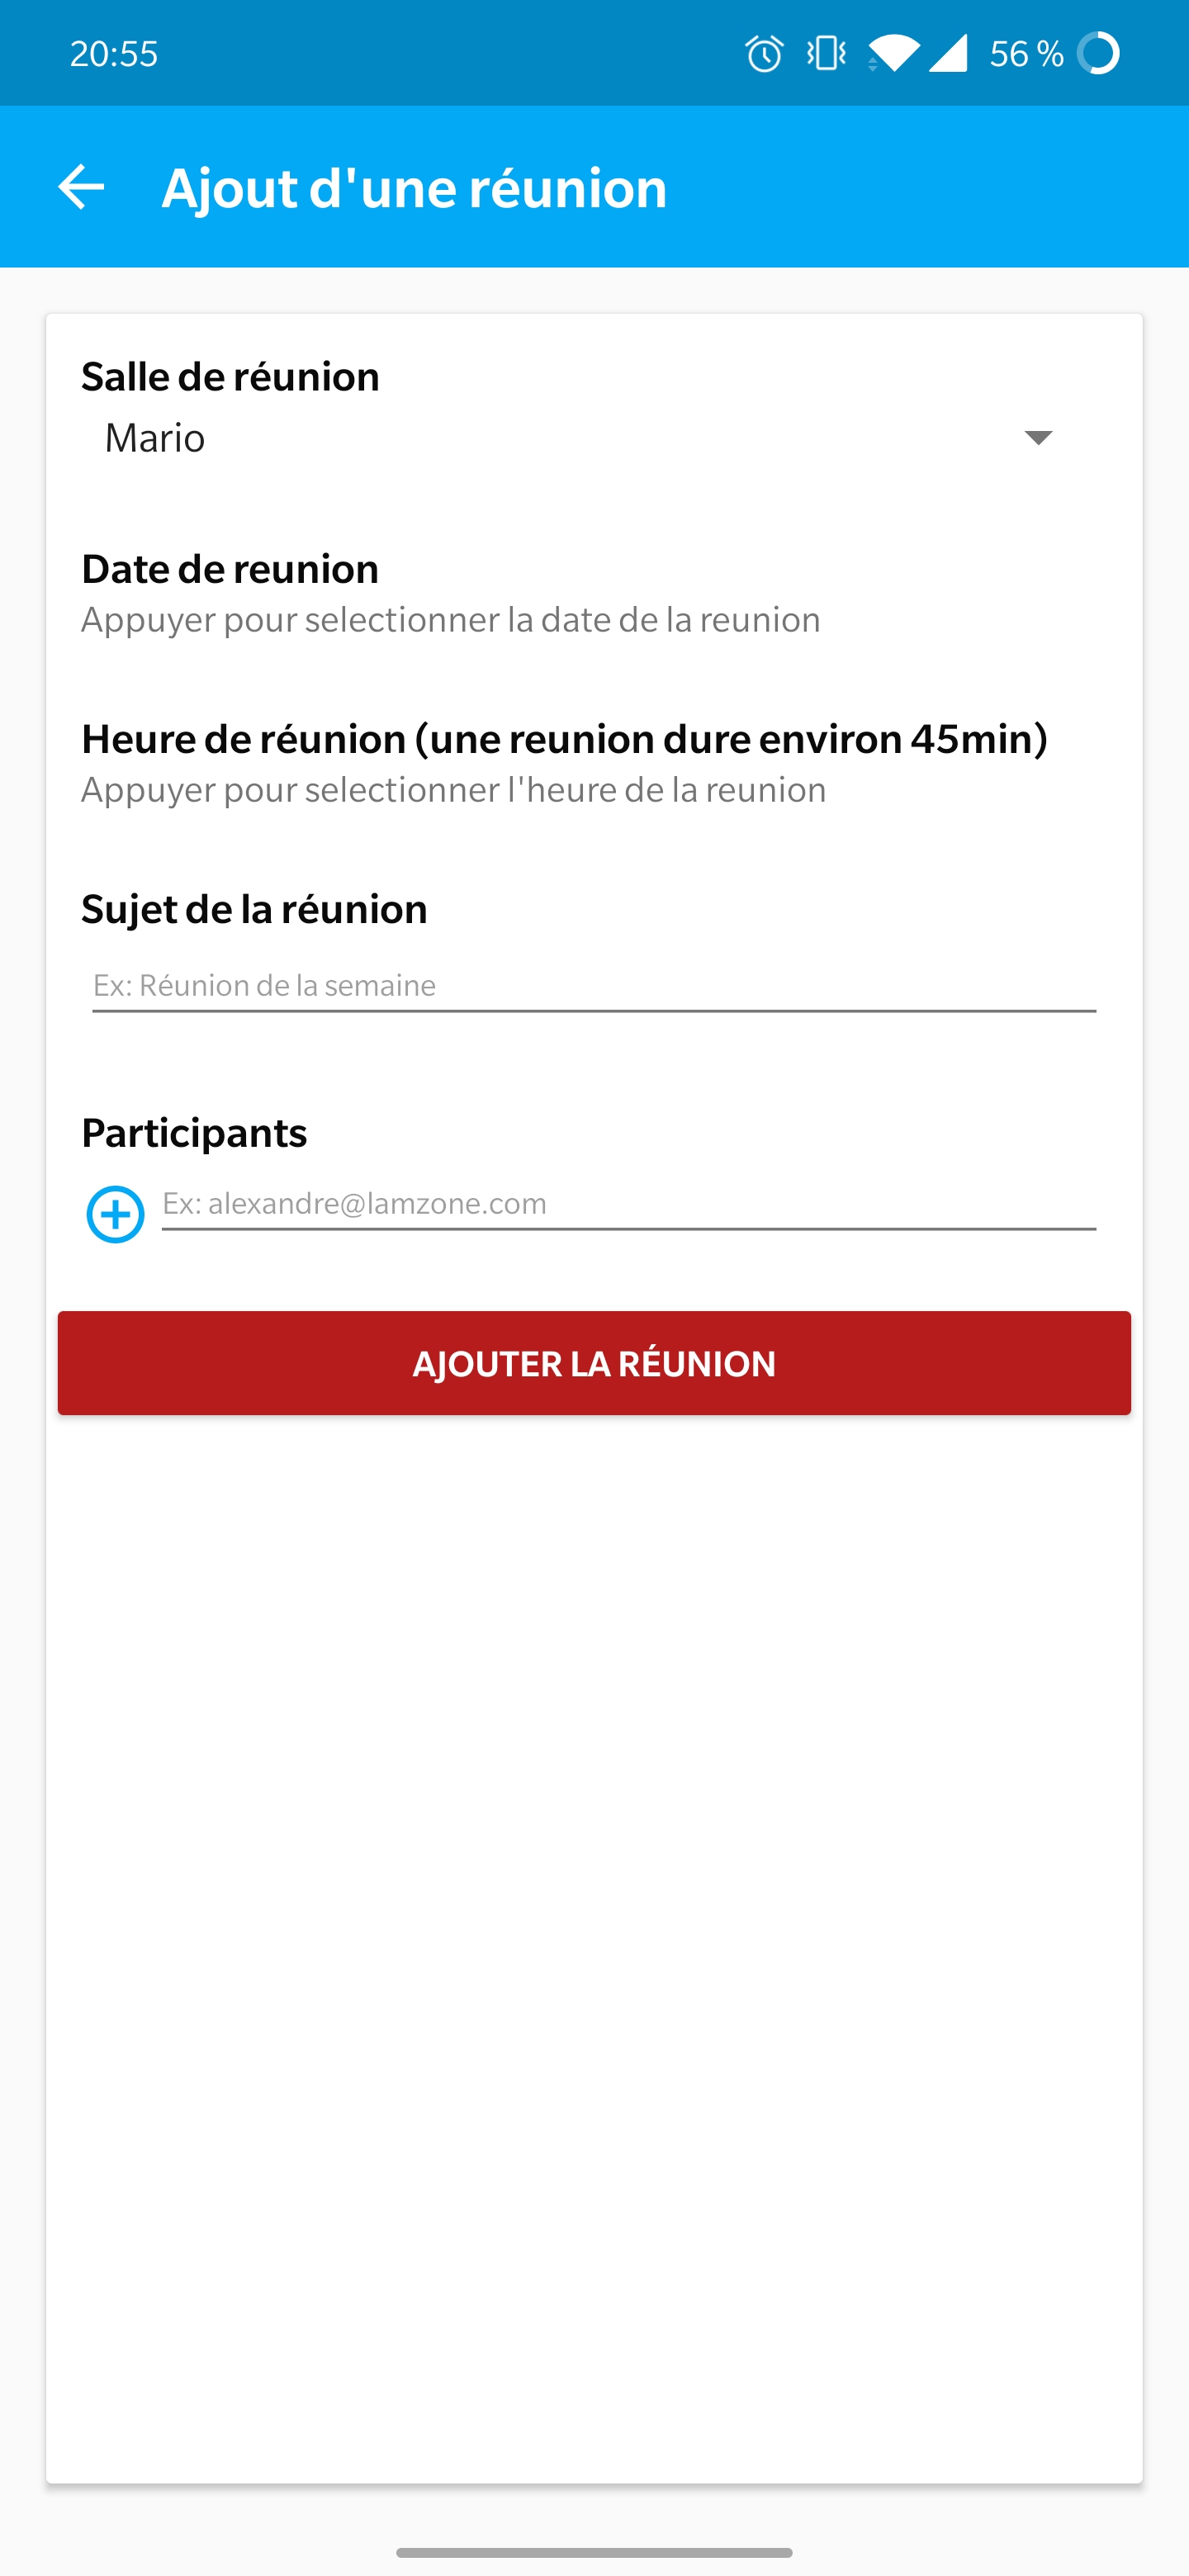 20:55
56 %
Ajout d'une réunion
Salle de réunion
Mario
Date de reunion
Appuyer pour selectionner la date de la reunion
Heure de réunion (une reunion dure environ 45min)
Appuyer pour selectionner l'heure de la reunion
Sujet de la réunion
Ex: Réunion de la semaine
Participants
Ex: alexandre@lamzone.com
AJOUTER LA RÉUNION